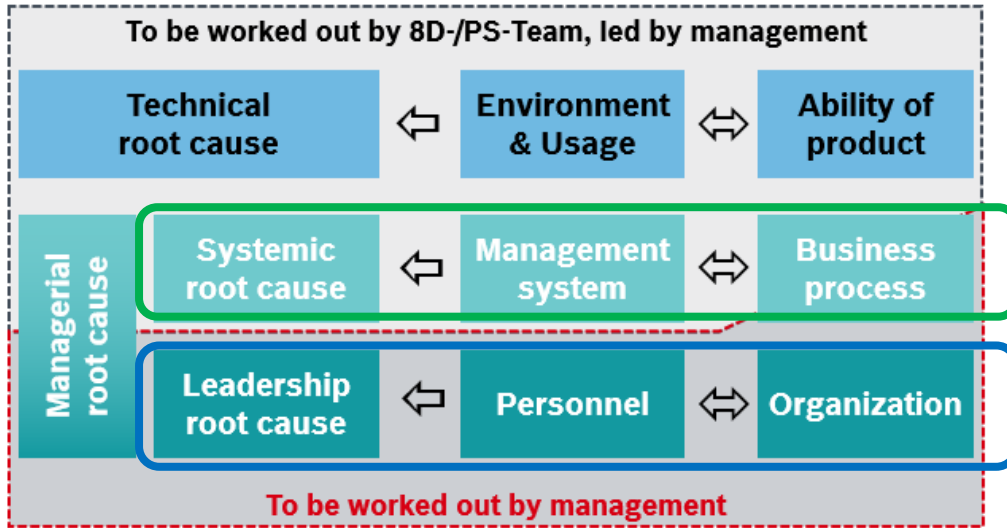 To be worked out by 8D-/PS-Team, led by management
Technical
root cause
Environment
& Usage
Ability of
product
Managerial
root cause
Systemic
root cause
Management
system
Business
process
Leadership
root cause
Personnel
Organization
To be worked out by management